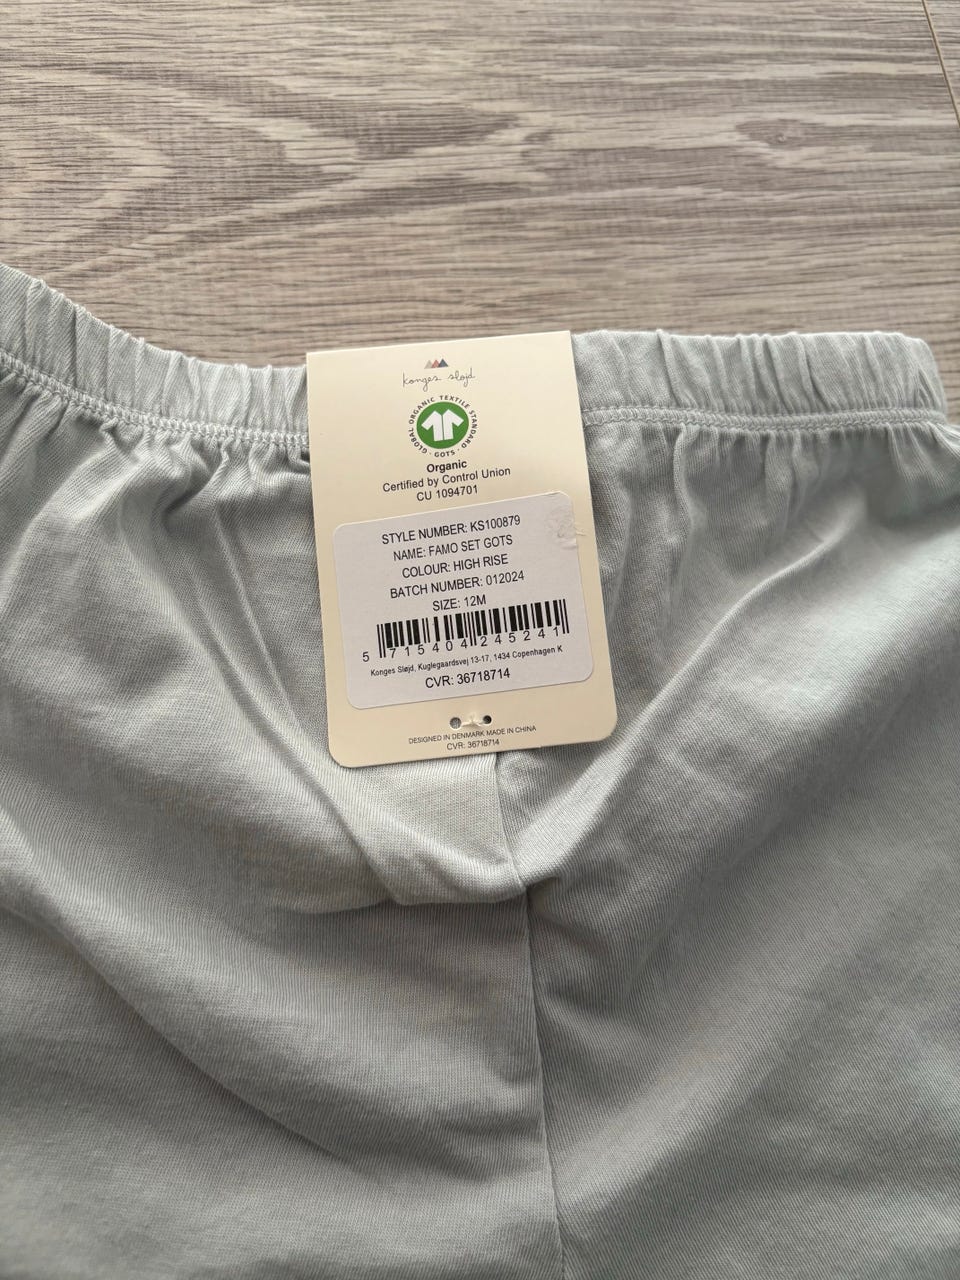 konges sløjd
GLOBAL ORGANIC TEXTILE STANDARD · GOTS ·
Organic
Certified by Control Union
CU 1094701
STYLE NUMBER: KS100879
NAME: FAMO SET GOTS
COLOUR: HIGH RISE
BATCH NUMBER: 012024
SIZE: 12M
5 715404 245241
Konges Sløjd, Kuglegaardsvej 13-17, 1434 Copenhagen K
CVR: 36718714
DESIGNED IN DENMARK MADE IN CHINA
CVR: 36718714